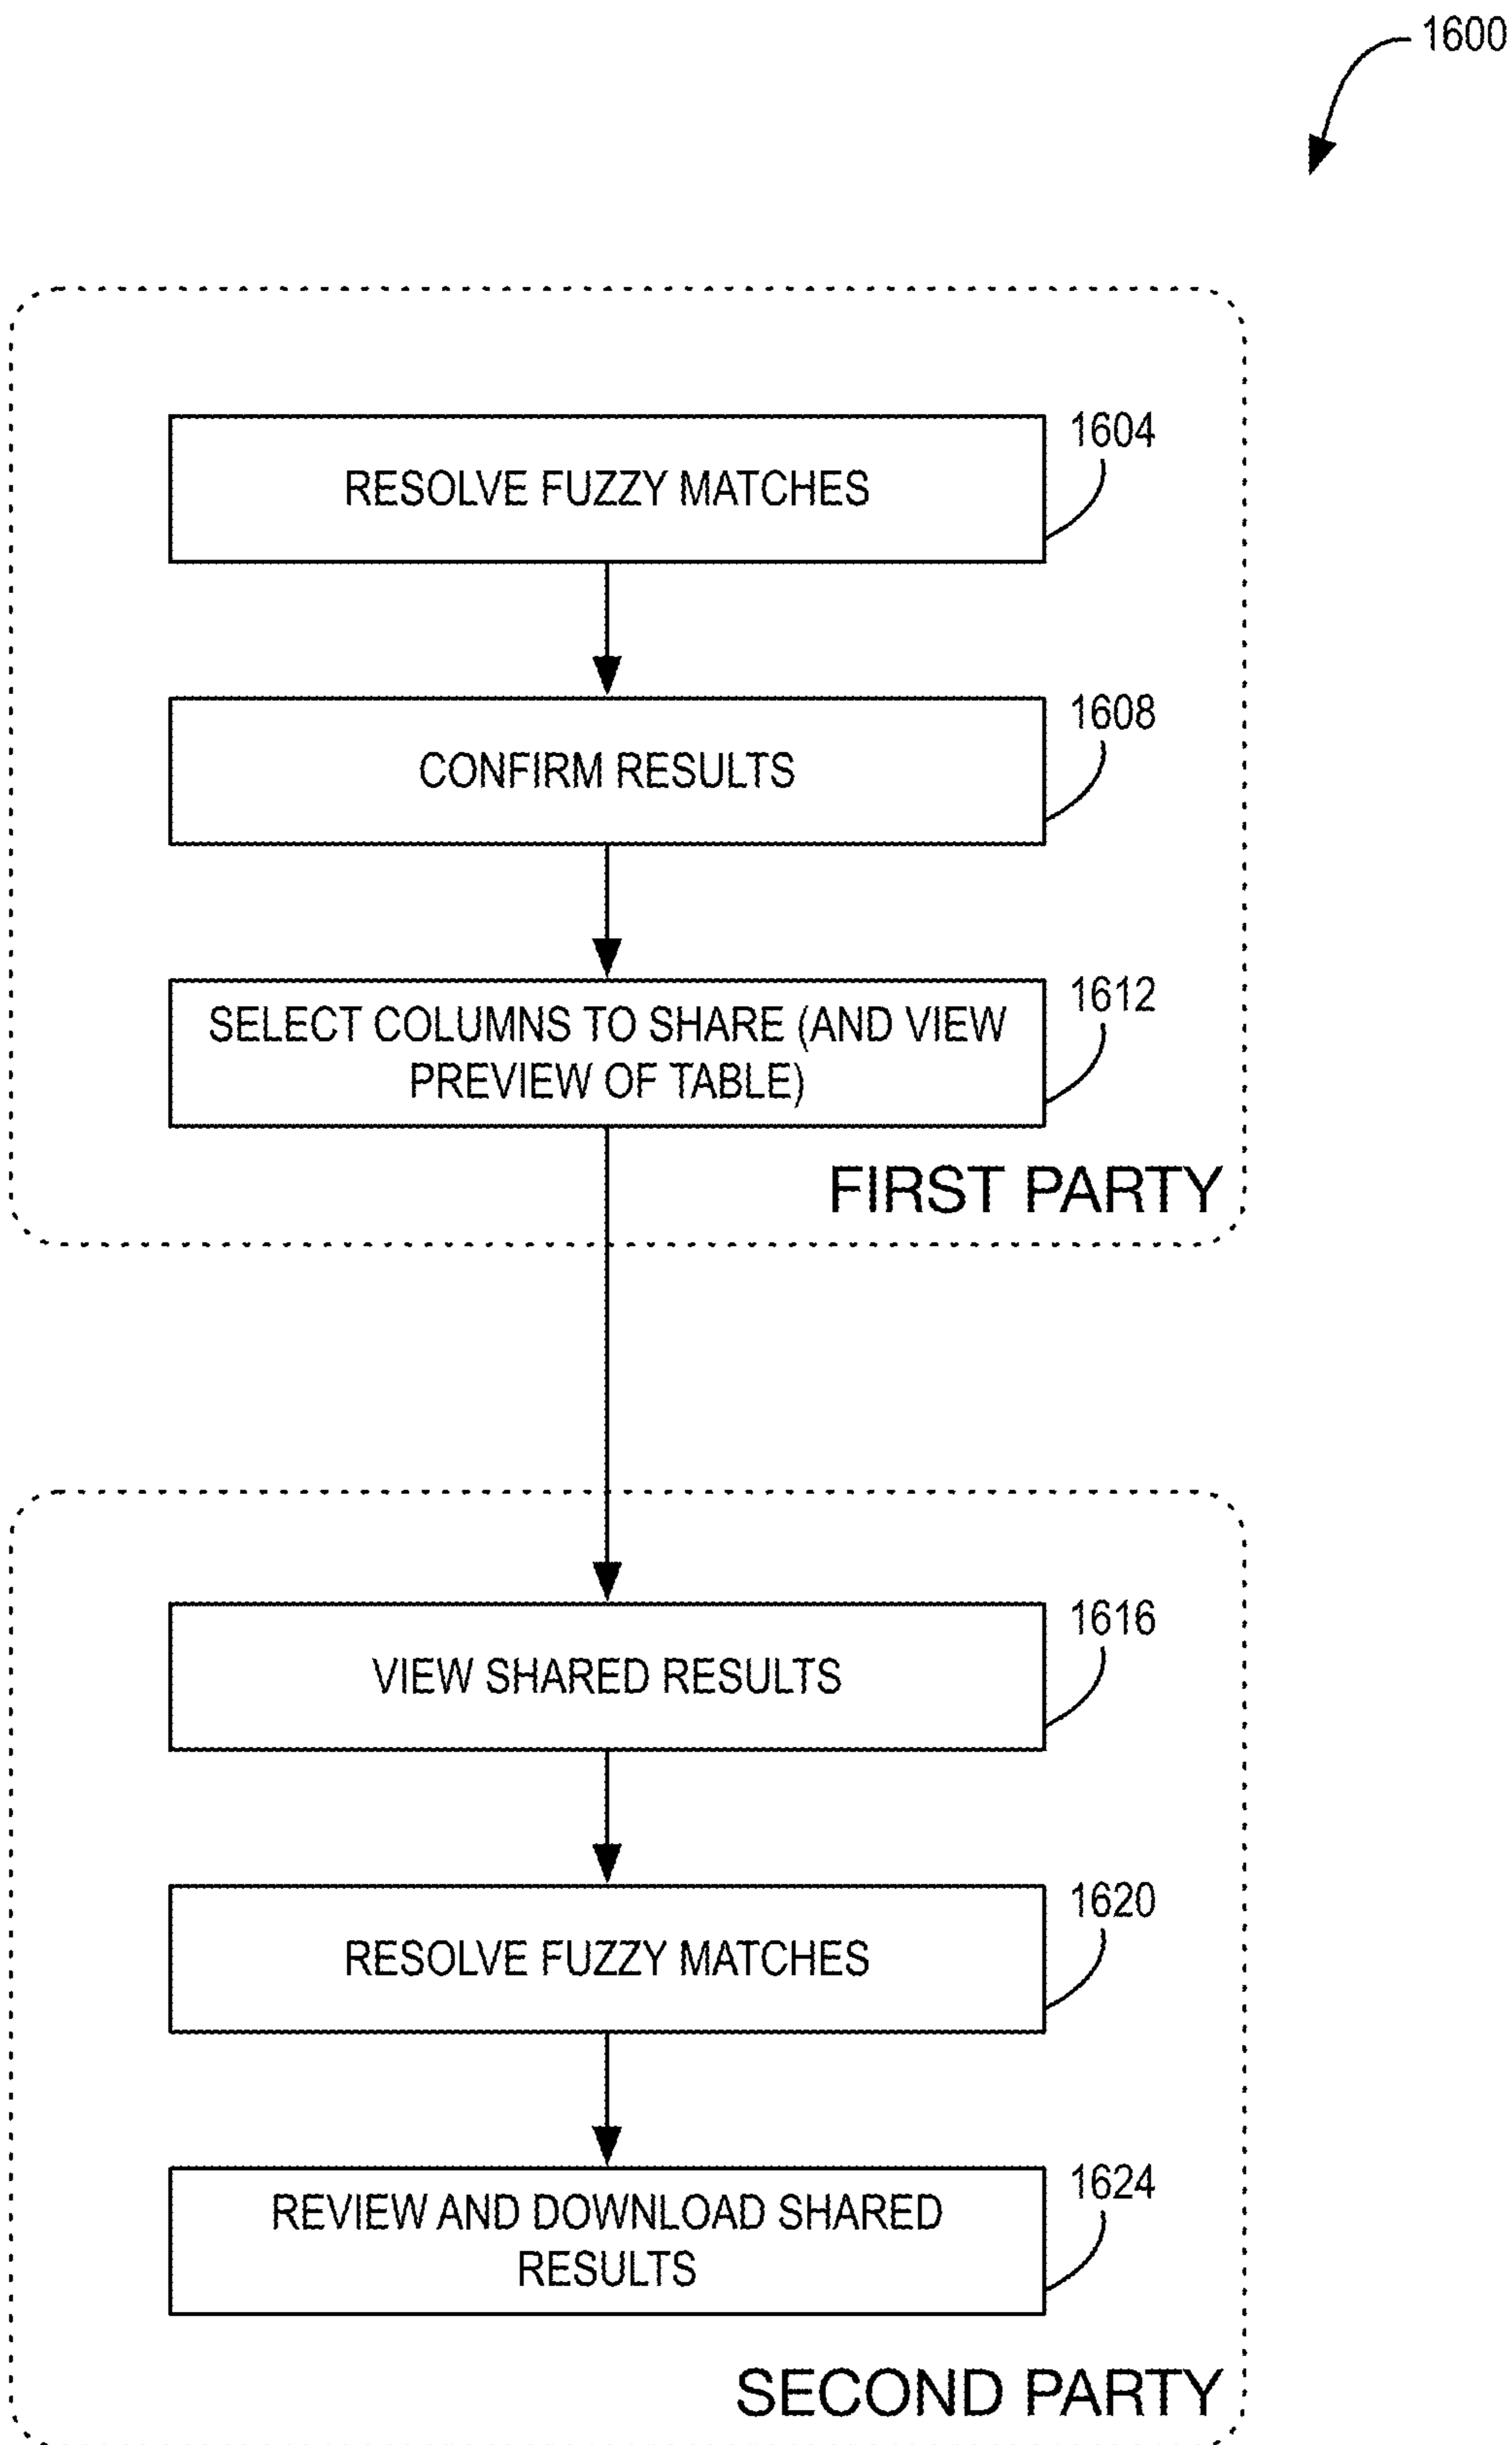 1600
1604
RESOLVE FUZZY MATCHES
1608
CONFIRM RESULTS
1612
SELECT COLUMNS TO SHARE (AND VIEW
PREVIEW OF TABLE)
FIRST PARTY
1616
VIEW SHARED RESULTS
1620
RESOLVE FUZZY MATCHES
1624
REVIEW AND DOWNLOAD SHARED
RESULTS
SECOND PARTY